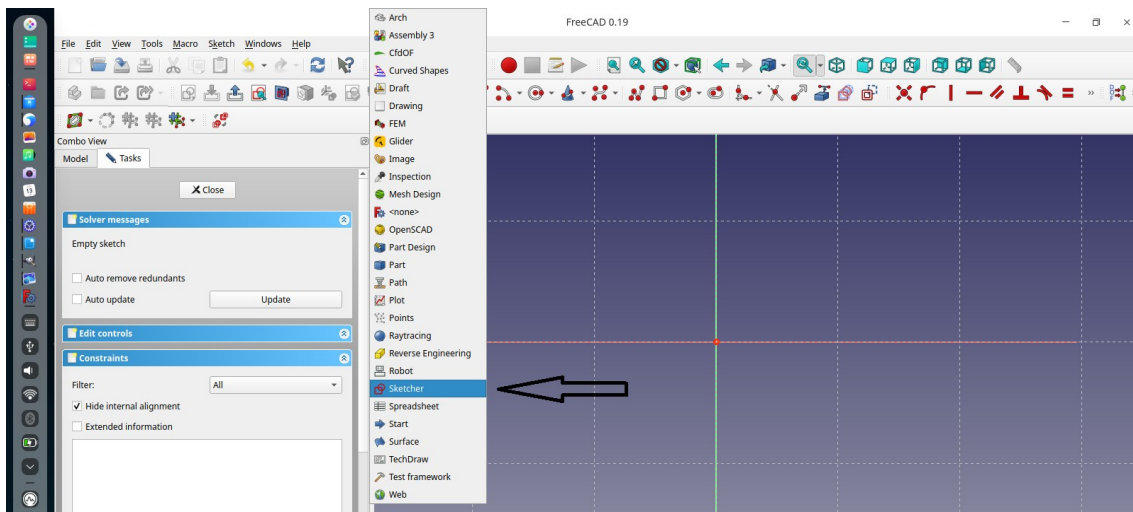 FreeCAD 0.19
File Edit View Tools Macro Sketch Windows Help
Combo View
Model Tasks
Close
Solver messages
Empty sketch
Auto remove redundants
Auto update Update
Edit controls
Constraints
Filter: All
Hide internal alignment
Extended information
Arch
Assembly 3
CfdOF
Curved Shapes
Draft
Drawing
FEM
Glider
Image
Inspection
Mesh Design
<none>
OpenSCAD
Part Design
Part
Path
Plot
Points
Raytracing
Reverse Engineering
Robot
Sketcher
Spreadsheet
Start
Surface
TechDraw
Test framework
Web
13